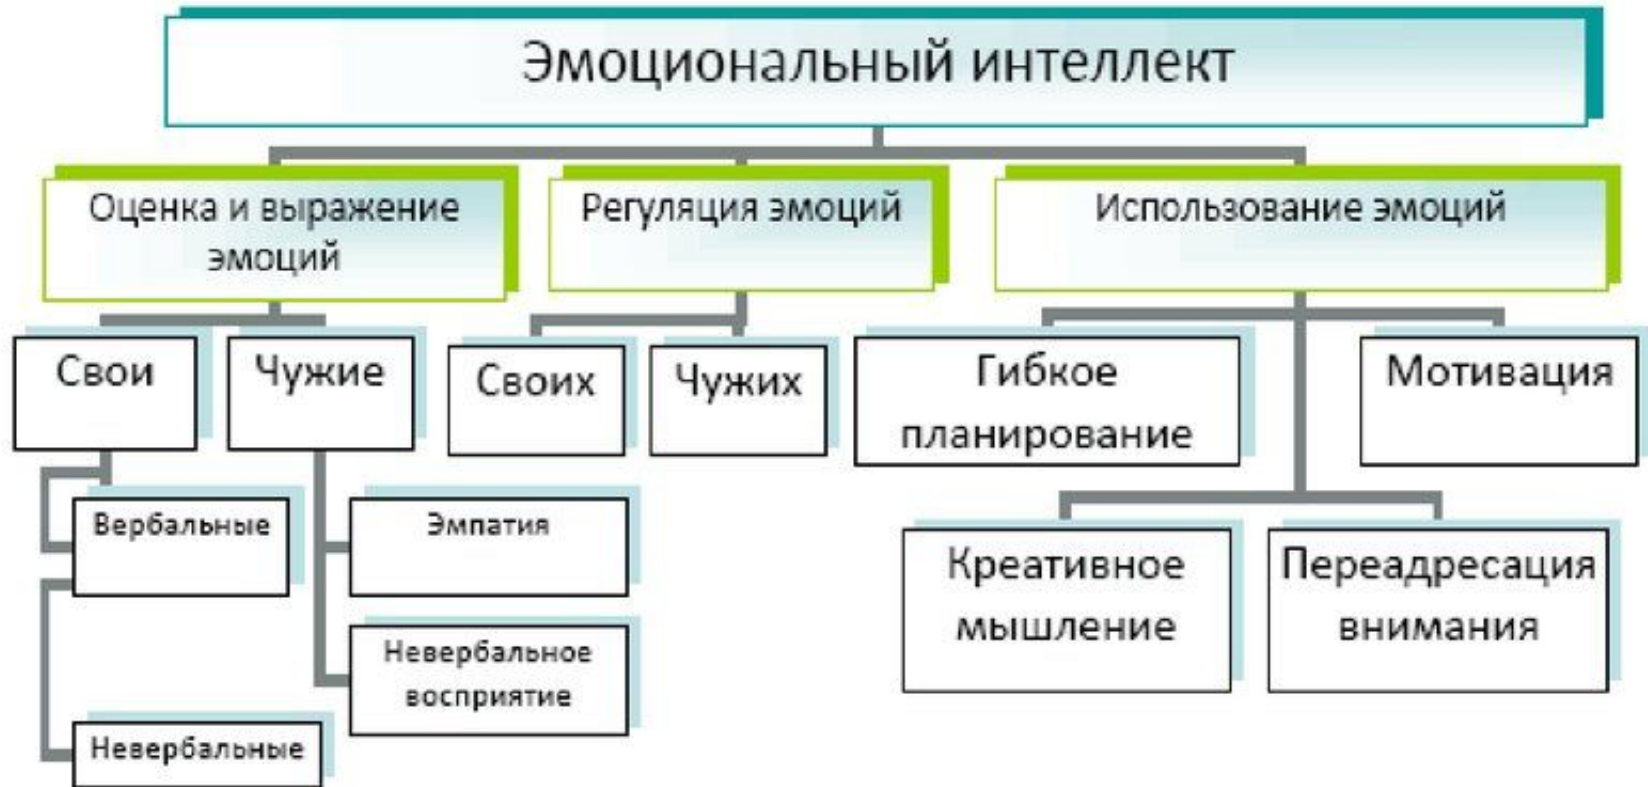 Эмоциональный интеллект
Оценка и выражение
эмоций
Регуляция эмоций
Использование эмоций
Свои
Чужие
Своих
Чужих
Гибкое
планирование
Мотивация
Вербальные
Эмпатия
Креативное
мышление
Переадресация
внимания
Невербальное
восприятие
Невербальные